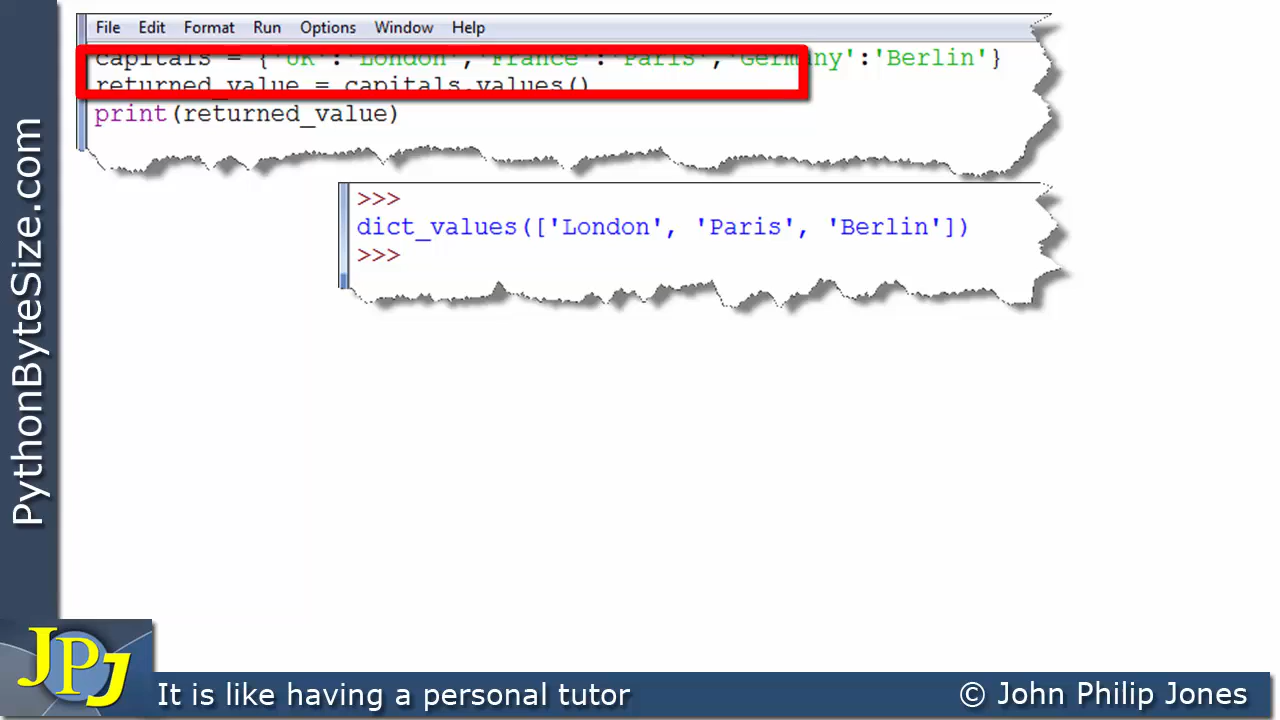 File Edit Format Run Options Window Help
capitals = {'UK':'London','France':'Paris','Germany':'Berlin'}
returned_value = capitals.values()
print(returned_value)
>>>
dict_values(['London', 'Paris', 'Berlin'])
>>>
PythonByteSize.com
JPJ
It is like having a personal tutor
© John Philip Jones